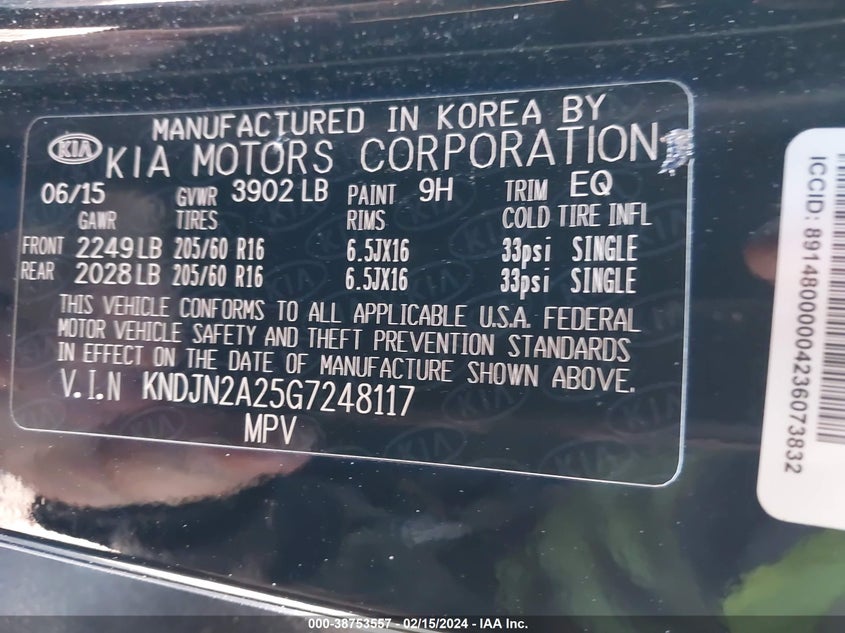 MANUFACTURED IN KOREA BY
KIA KIA MOTORS CORPORATION
06/15 GVWR 3902 LB PAINT 9H TRIM EQ
GAWR TIRES RIMS COLD TIRE INFL
FRONT 2249 LB 205/60 R16 6.5JX16 33psi SINGLE
REAR 2028 LB 205/60 R16 6.5JX16 33psi SINGLE
THIS VEHICLE CONFORMS TO ALL APPLICABLE U.S.A. FEDERAL
MOTOR VEHICLE SAFETY AND THEFT PREVENTION STANDARDS
IN EFFECT ON THE DATE OF MANUFACTURE SHOWN ABOVE.
V.I.N KNDJN2A25G7248117
MPV
ICCID: 89148000004236073832
000-38753557 - 02/15/2024 - IAA Inc.